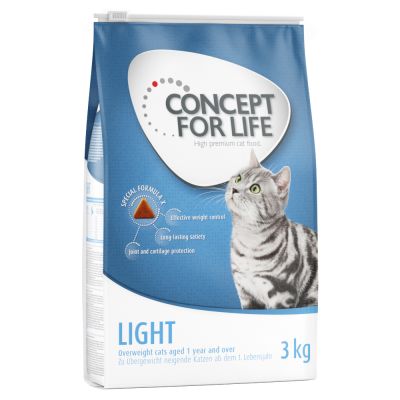 CONCEPT
FOR LIFE
High premium cat food.
SPECIAL FORMULA X
Effective weight control
Long-lasting satiety
Joint and cartilage protection
LIGHT
Overweight cats aged 1 year and over
Zu Übergewicht neigende Katzen ab dem 1. Lebensjahr
3 kg